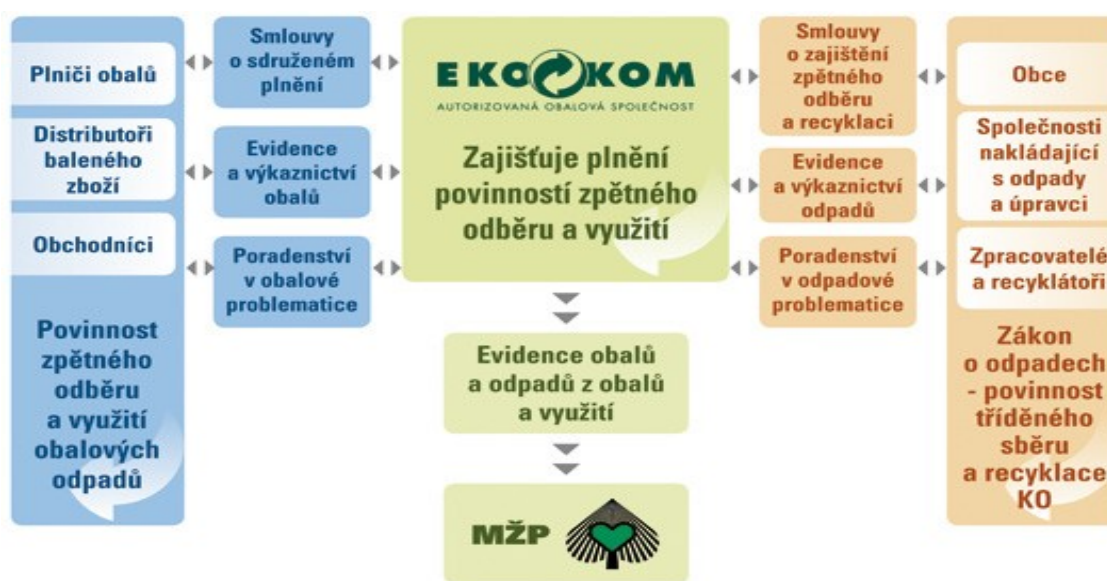 Plniči obalů
Distributoři
baleného
zboží
Obchodníci
Povinnost
zpětného
odběru
a využití
obalových
odpadů
Smlouvy
o sdruženém
plnění
Evidence
a výkaznictví
obalů
Poradenství
v obalové
problematice
EKO KOM
AUTORIZOVANÁ OBALOVÁ SPOLEČNOST
Zajišťuje plnění
povinností zpětného
odběru a využití
Evidence obalů
a odpadů z obalů
a využití
MŽP
Smlouvy
o zajištění
zpětného
odběru
a recyklaci
Evidence
a výkaznictví
odpadů
Poradenství
v odpadové
problematice
Obce
Společnosti
nakládající
s odpady
a úpravci
Zpracovatelé
a recyklátoři
Zákon
o odpadech
- povinnost
tříděného
sběru
a recyklace
KO